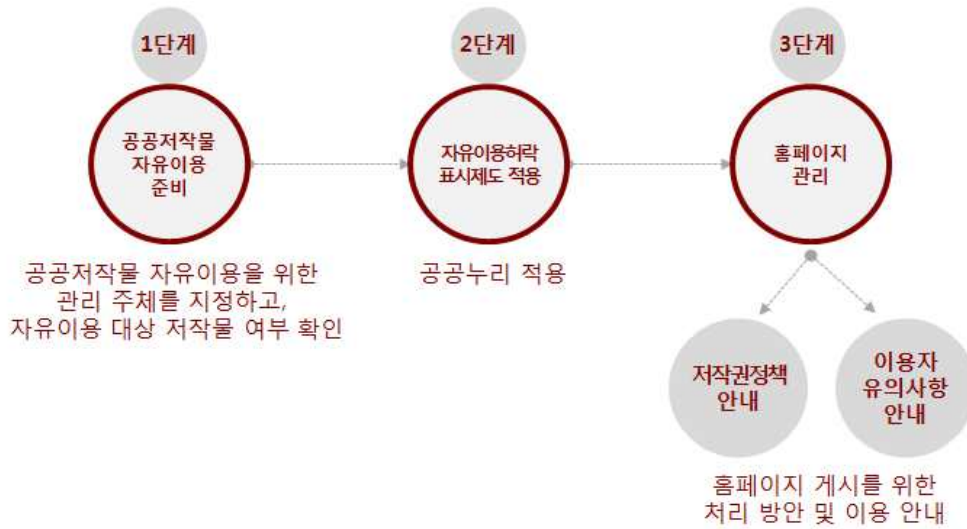 1단계
공공저작물
자유이용
준비
공공저작물 자유이용을 위한
관리 주체를 지정하고,
자유이용 대상 저작물 여부 확인
2단계
자유이용허락
표시제도 적용
공공누리 적용
3단계
홈페이지
관리
저작권정책
안내
이용자
유의사항
안내
홈페이지 게시를 위한
처리 방안 및 이용 안내